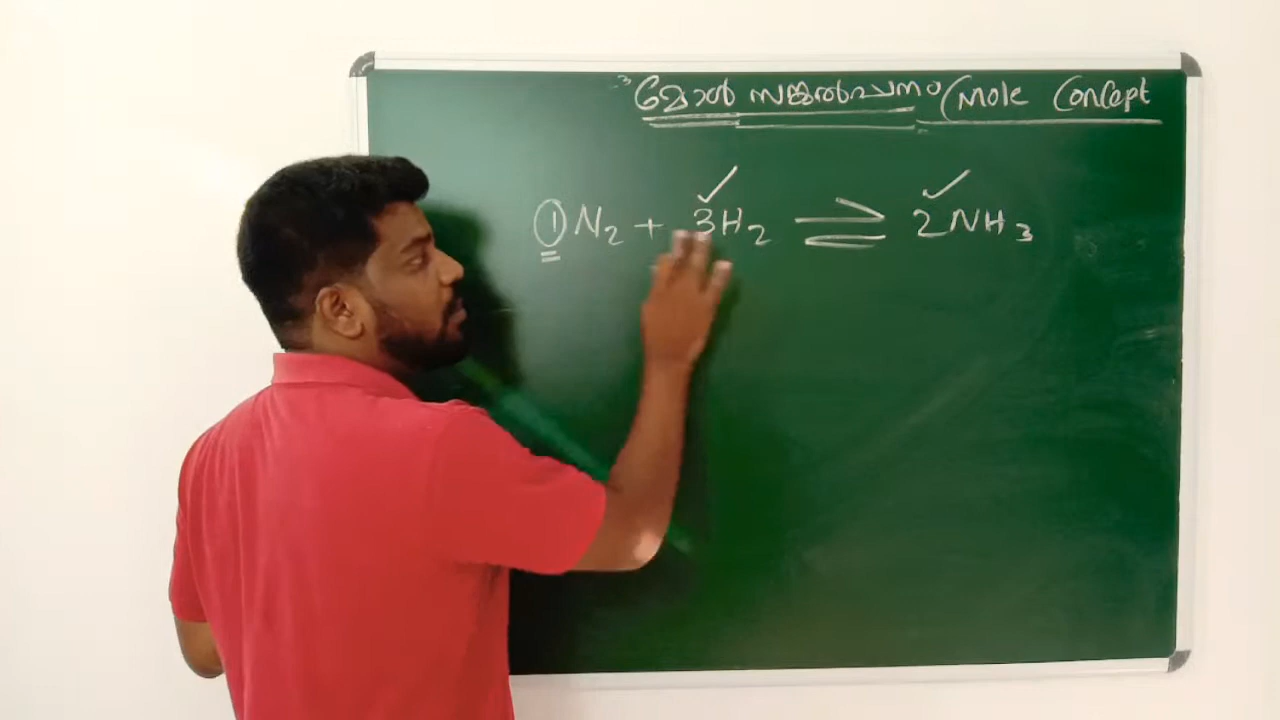 മോൾ സങ്കൽപനം (Mole Concept
1 N2 + 3H2 ⇌ 2NH3